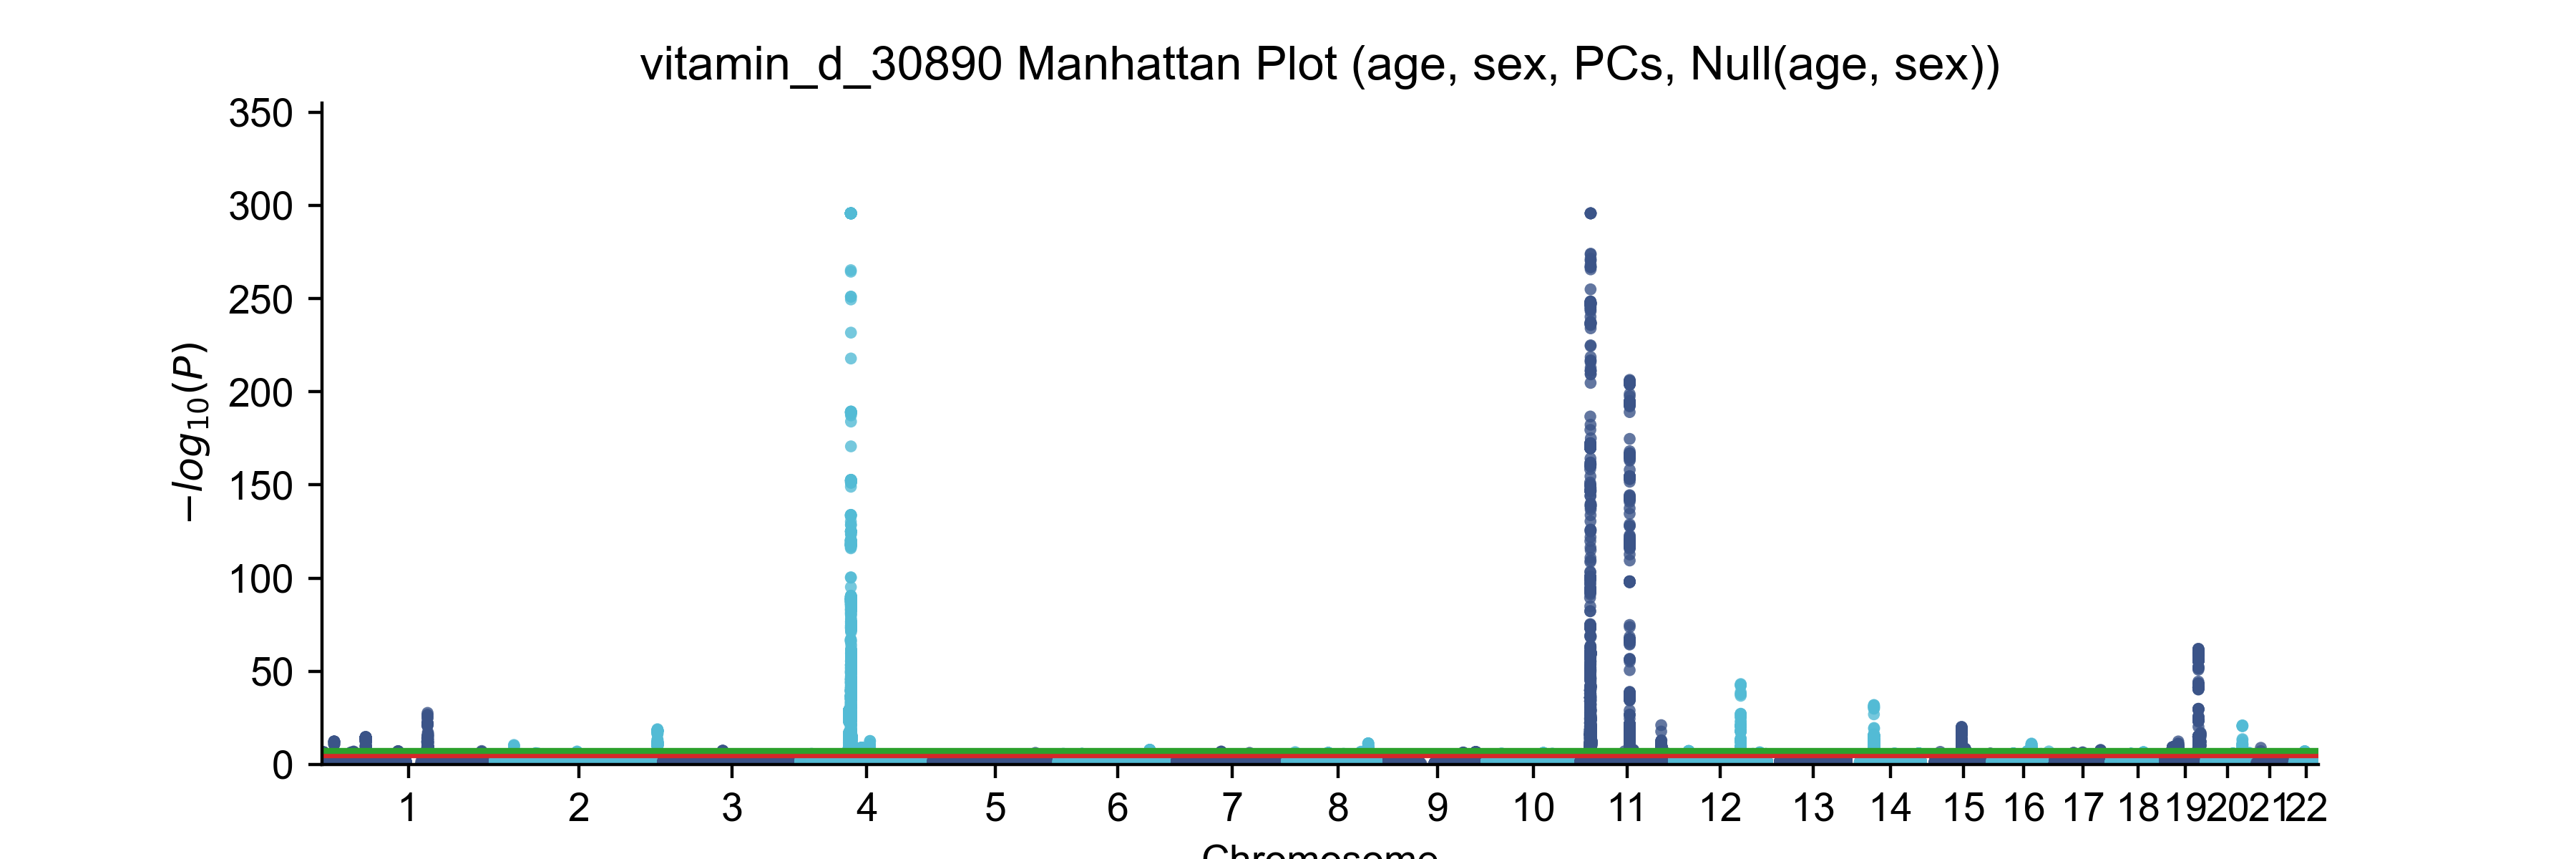 vitamin_d_30890 Manhattan Plot (age, sex, PCs, Null(age, sex))
350
300
250
200
150
100
50
0
−log10(P)
1 2 3 4 5 6 7 8 9 10 11 12 13 14 15 16 17 18 19 20 21 22
Chromosome